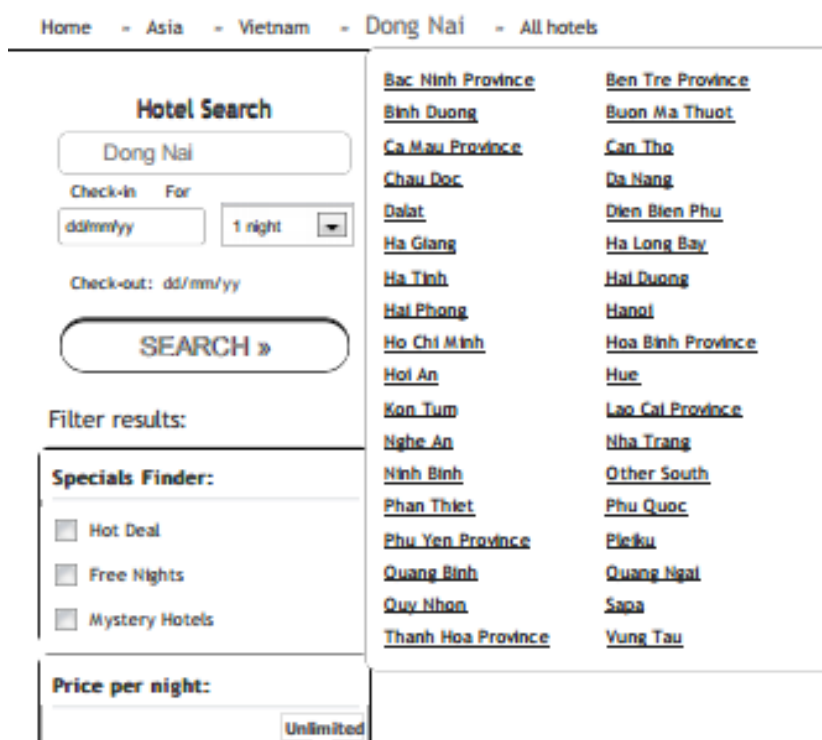 Home - Asia - Vietnam - Dong Nai - All hotels
Hotel Search
Dong Nai
Check-in For
dd/mm/yy 1 night
Check-out: dd/mm/yy
SEARCH »
Filter results:
Specials Finder:
Hot Deal
Free Nights
Mystery Hotels
Price per night:
Unlimited
Bac Ninh Province Ben Tre Province
Binh Duong Buon Ma Thuot
Ca Mau Province Can Tho
Chau Doc Da Nang
Dalat Dien Bien Phu
Ha Giang Ha Long Bay
Ha Tinh Hai Duong
Hai Phong Hanoi
Ho Chi Minh Hoa Binh Province
Hoi An Hue
Kon Tum Lao Cai Province
Nghe An Nha Trang
Ninh Binh Other South
Phan Thiet Phu Quoc
Phu Yen Province Pleiku
Quang Binh Quang Ngai
Quy Nhon Sapa
Thanh Hoa Province Vung Tau